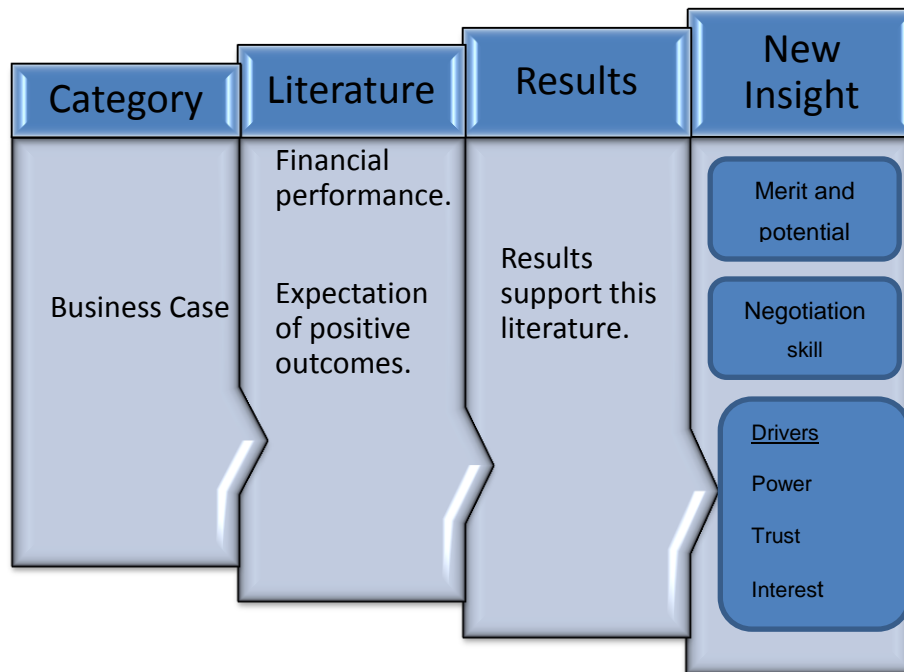 Category
Business Case
Literature
Financial
performance.
Expectation
of positive
outcomes.
Results
Results
support this
literature.
New
Insight
Merit and
potential
Negotiation
skill
Drivers
Power
Trust
Interest